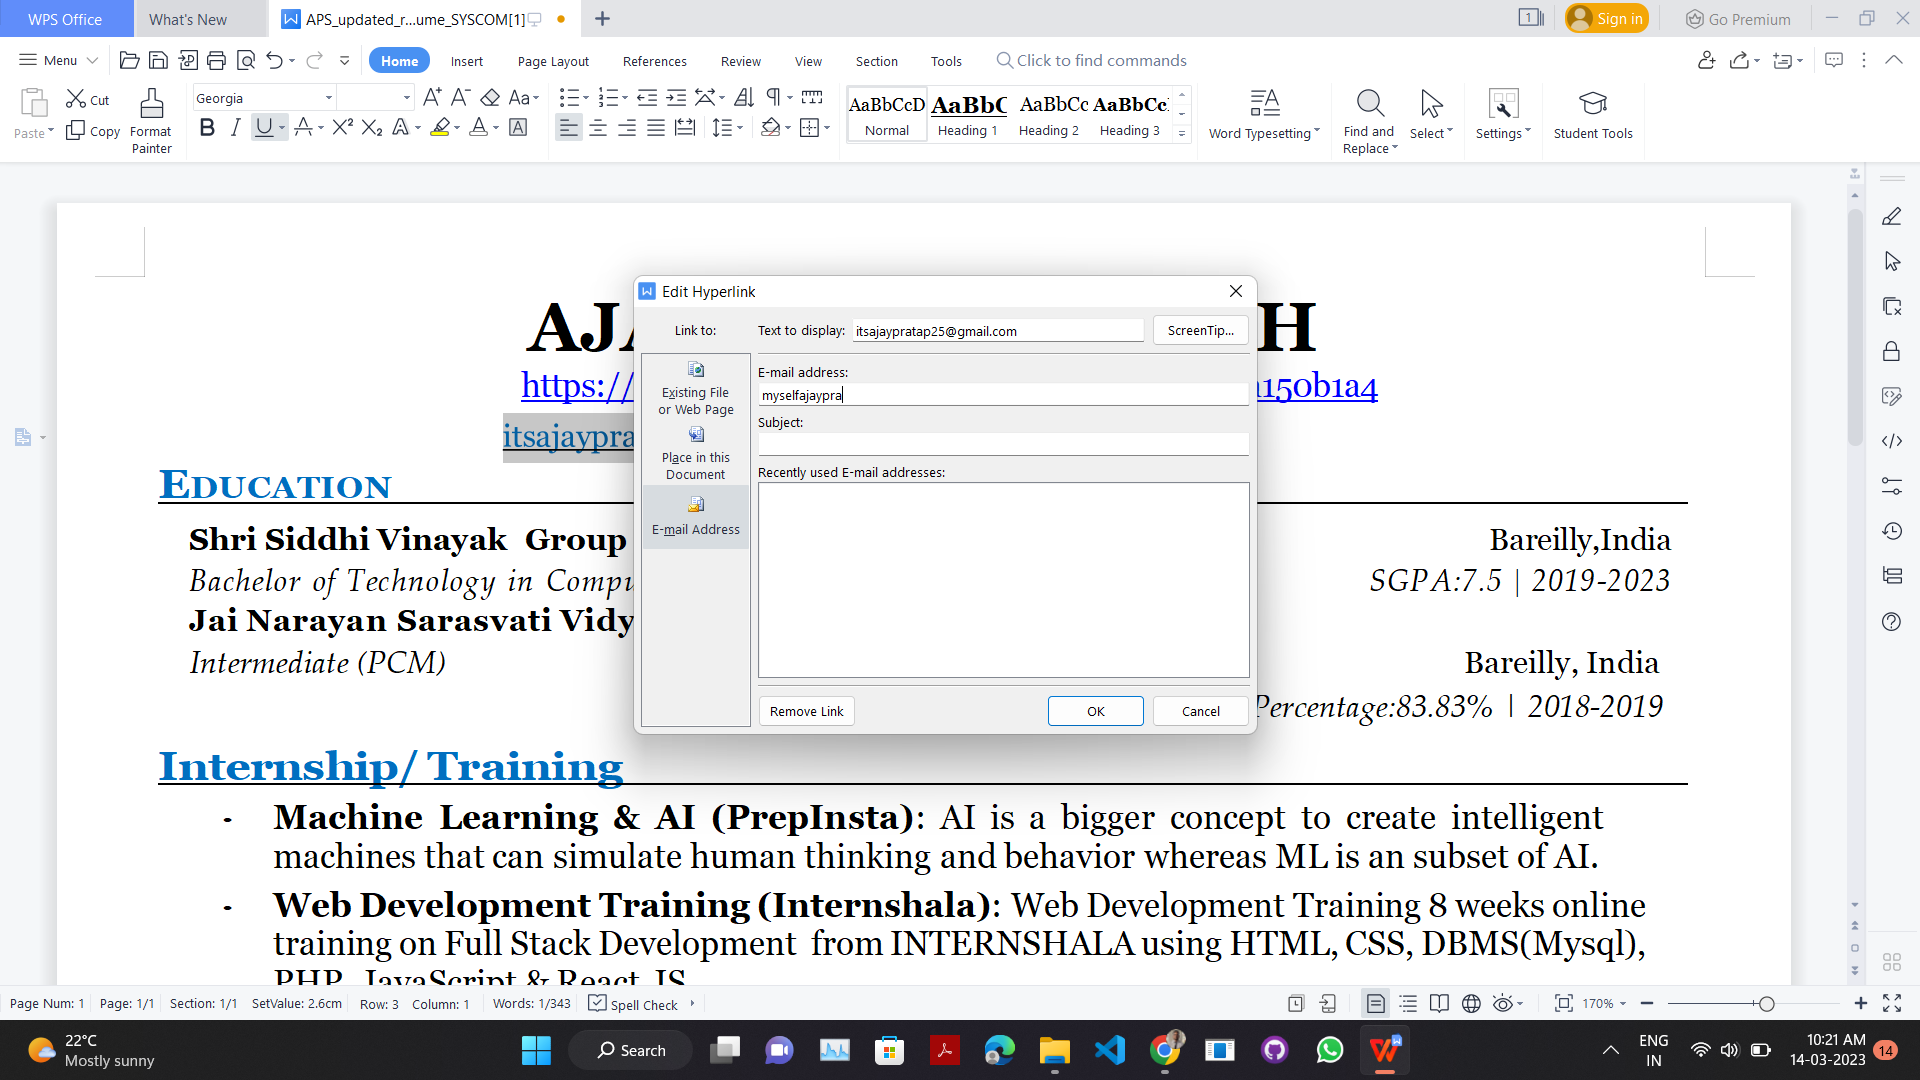 WPS Office
What's New
APS_updated_r...ume_SYSCOM[1]
1
Sign in
Go Premium
Menu
Home
Insert
Page Layout
References
Review
View
Section
Tools
Click to find commands
Paste
Cut
Copy
Format
Painter
Georgia
AaBbCcD
Normal
AaBbC
Heading 1
AaBbCc
Heading 2
AaBbCc
Heading 3
Word Typesetting
Find and
Replace
Select
Settings
Student Tools
AJA
H
https://
1150b1a4
itsajaypra
EDUCATION
Shri Siddhi Vinayak Group
Bareilly,India
Bachelor of Technology in Compu
SGPA:7.5 | 2019-2023
Jai Narayan Sarasvati Vidy
Intermediate (PCM)
Bareilly, India
Percentage:83.83% | 2018-2019
Internship/ Training
- Machine Learning & AI (PrepInsta): AI is a bigger concept to create intelligent
machines that can simulate human thinking and behavior whereas ML is an subset of AI.
- Web Development Training (Internshala): Web Development Training 8 weeks online
training on Full Stack Development from INTERNSHALA using HTML, CSS, DBMS(Mysql),
PHP, JavaScript & React JS
Edit Hyperlink
Link to:
Text to display:
itsajaypratap25@gmail.com
ScreenTip...
Existing File
or Web Page
Place in this
Document
E-mail Address
E-mail address:
myselfajaypra
Subject:
Recently used E-mail addresses:
Remove Link
OK
Cancel
Page Num: 1
Page: 1/1
Section: 1/1
SetValue: 2.6cm
Row: 3
Column: 1
Words: 1/343
Spell Check
170%
22°C
Mostly sunny
Search
ENG
IN
10:21 AM
14-03-2023
14